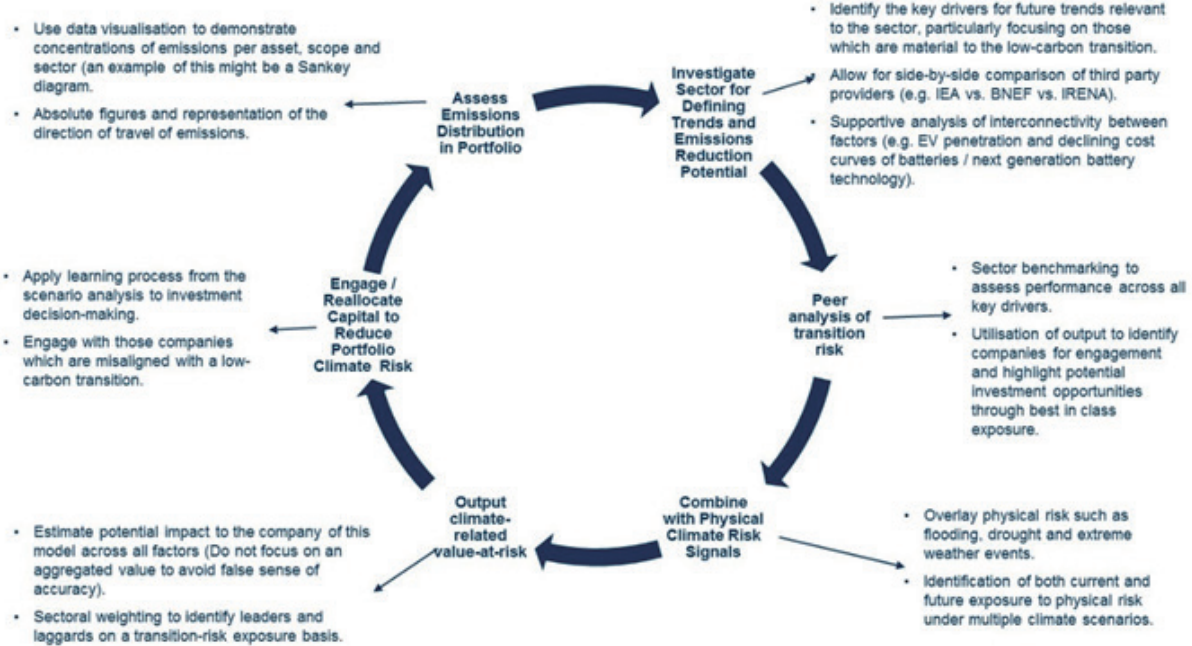 • Use data visualisation to demonstrate
concentrations of emissions per asset, scope and
sector (an example of this might be a Sankey
diagram.
• Absolute figures and representation of the
direction of travel of emissions.
Assess
Emissions
Distribution
in Portfolio
Investigate
Sector for
Defining
Trends and
Emissions
Reduction
Potential
• Identify the key drivers for future trends relevant
to the sector, particularly focusing on those
which are material to the low-carbon transition.
• Allow for side-by-side comparison of third party
providers (e.g. IEA vs. BNEF vs. IRENA).
• Supportive analysis of interconnectivity between
factors (e.g. EV penetration and declining cost
curves of batteries / next generation battery
technology).
Peer
analysis of
transition
risk
• Sector benchmarking to
assess performance across all
key drivers.
• Utilisation of output to identify
companies for engagement
and highlight potential
investment opportunities
through best in class
exposure.
Combine
with Physical
Climate Risk
Signals
• Overlay physical risk such as
flooding, drought and extreme
weather events.
• Identification of both current and
future exposure to physical risk
under multiple climate scenarios.
Output
climate-
related
value-at-risk
• Estimate potential impact to the company of this
model across all factors (Do not focus on an
aggregated value to avoid false sense of
accuracy).
• Sectoral weighting to identify leaders and
laggards on a transition-risk exposure basis.
Engage /
Reallocate
Capital to
Reduce
Portfolio
Climate Risk
• Apply learning process from the
scenario analysis to investment
decision-making.
• Engage with those companies
which are misaligned with a low-
carbon transition.